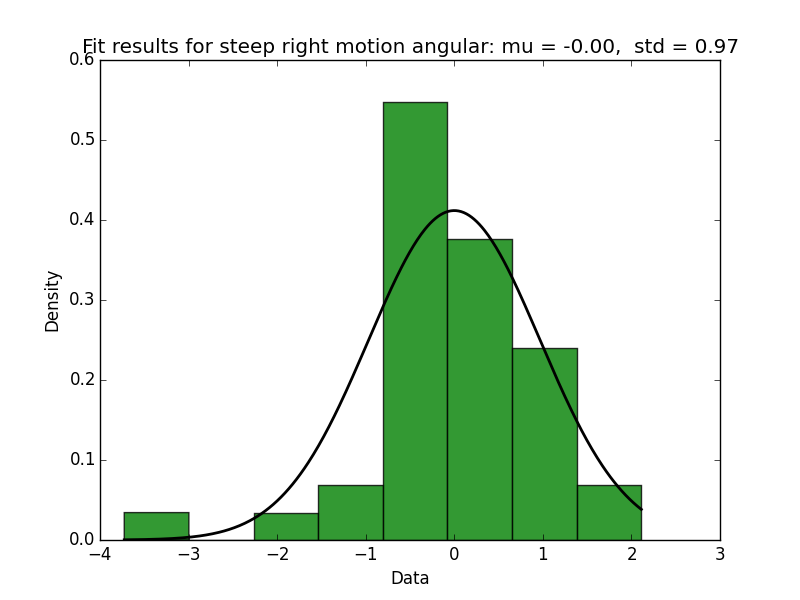 Fit results for steep right motion angular: mu = -0.00,  std = 0.97
0.6
0.5
0.4
0.3
0.2
0.1
0.0
Density
−4 −3 −2 −1 0 1 2 3
Data